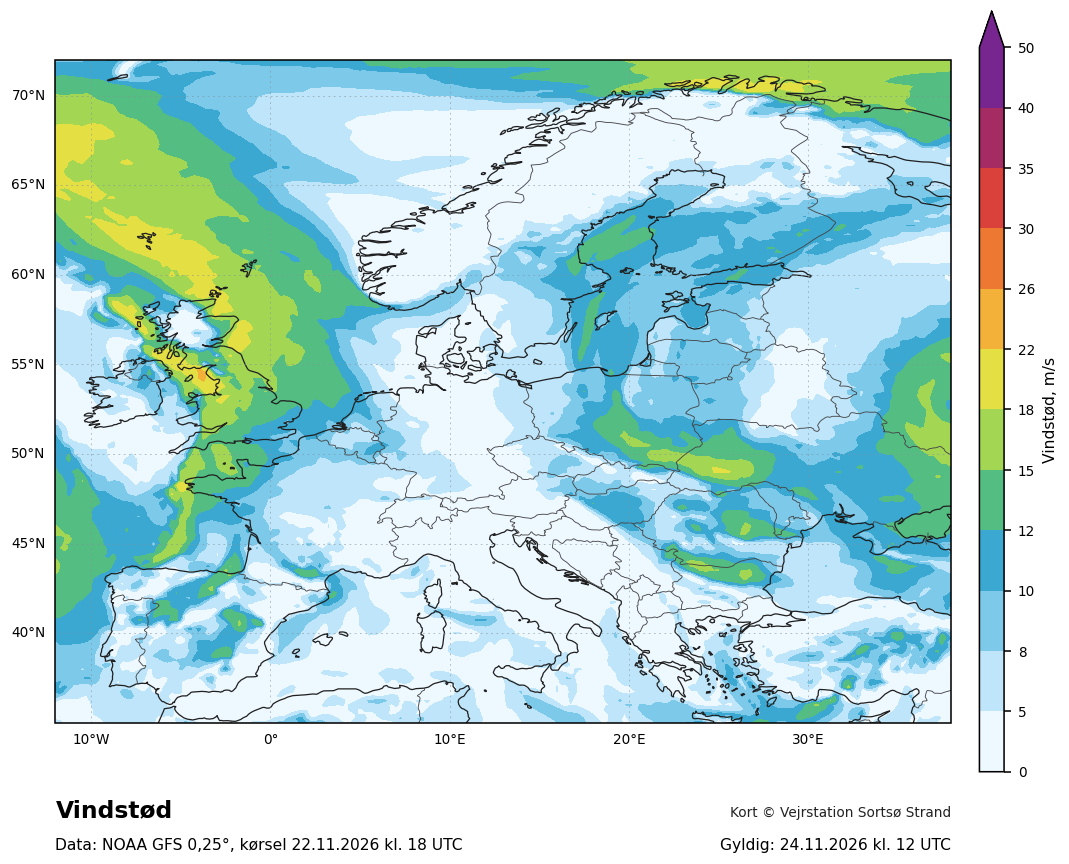 50
40
35
30
26
22
18
15
12
10
8
5
0
Vindstød, m/s
70°N
65°N
60°N
55°N
50°N
45°N
40°N
10°W
0°
10°E
20°E
30°E
Vindstød
Kort © Vejrstation Sortsø Strand
Data: NOAA GFS 0,25°, kørsel 22.11.2026 kl. 18 UTC
Gyldig: 24.11.2026 kl. 12 UTC